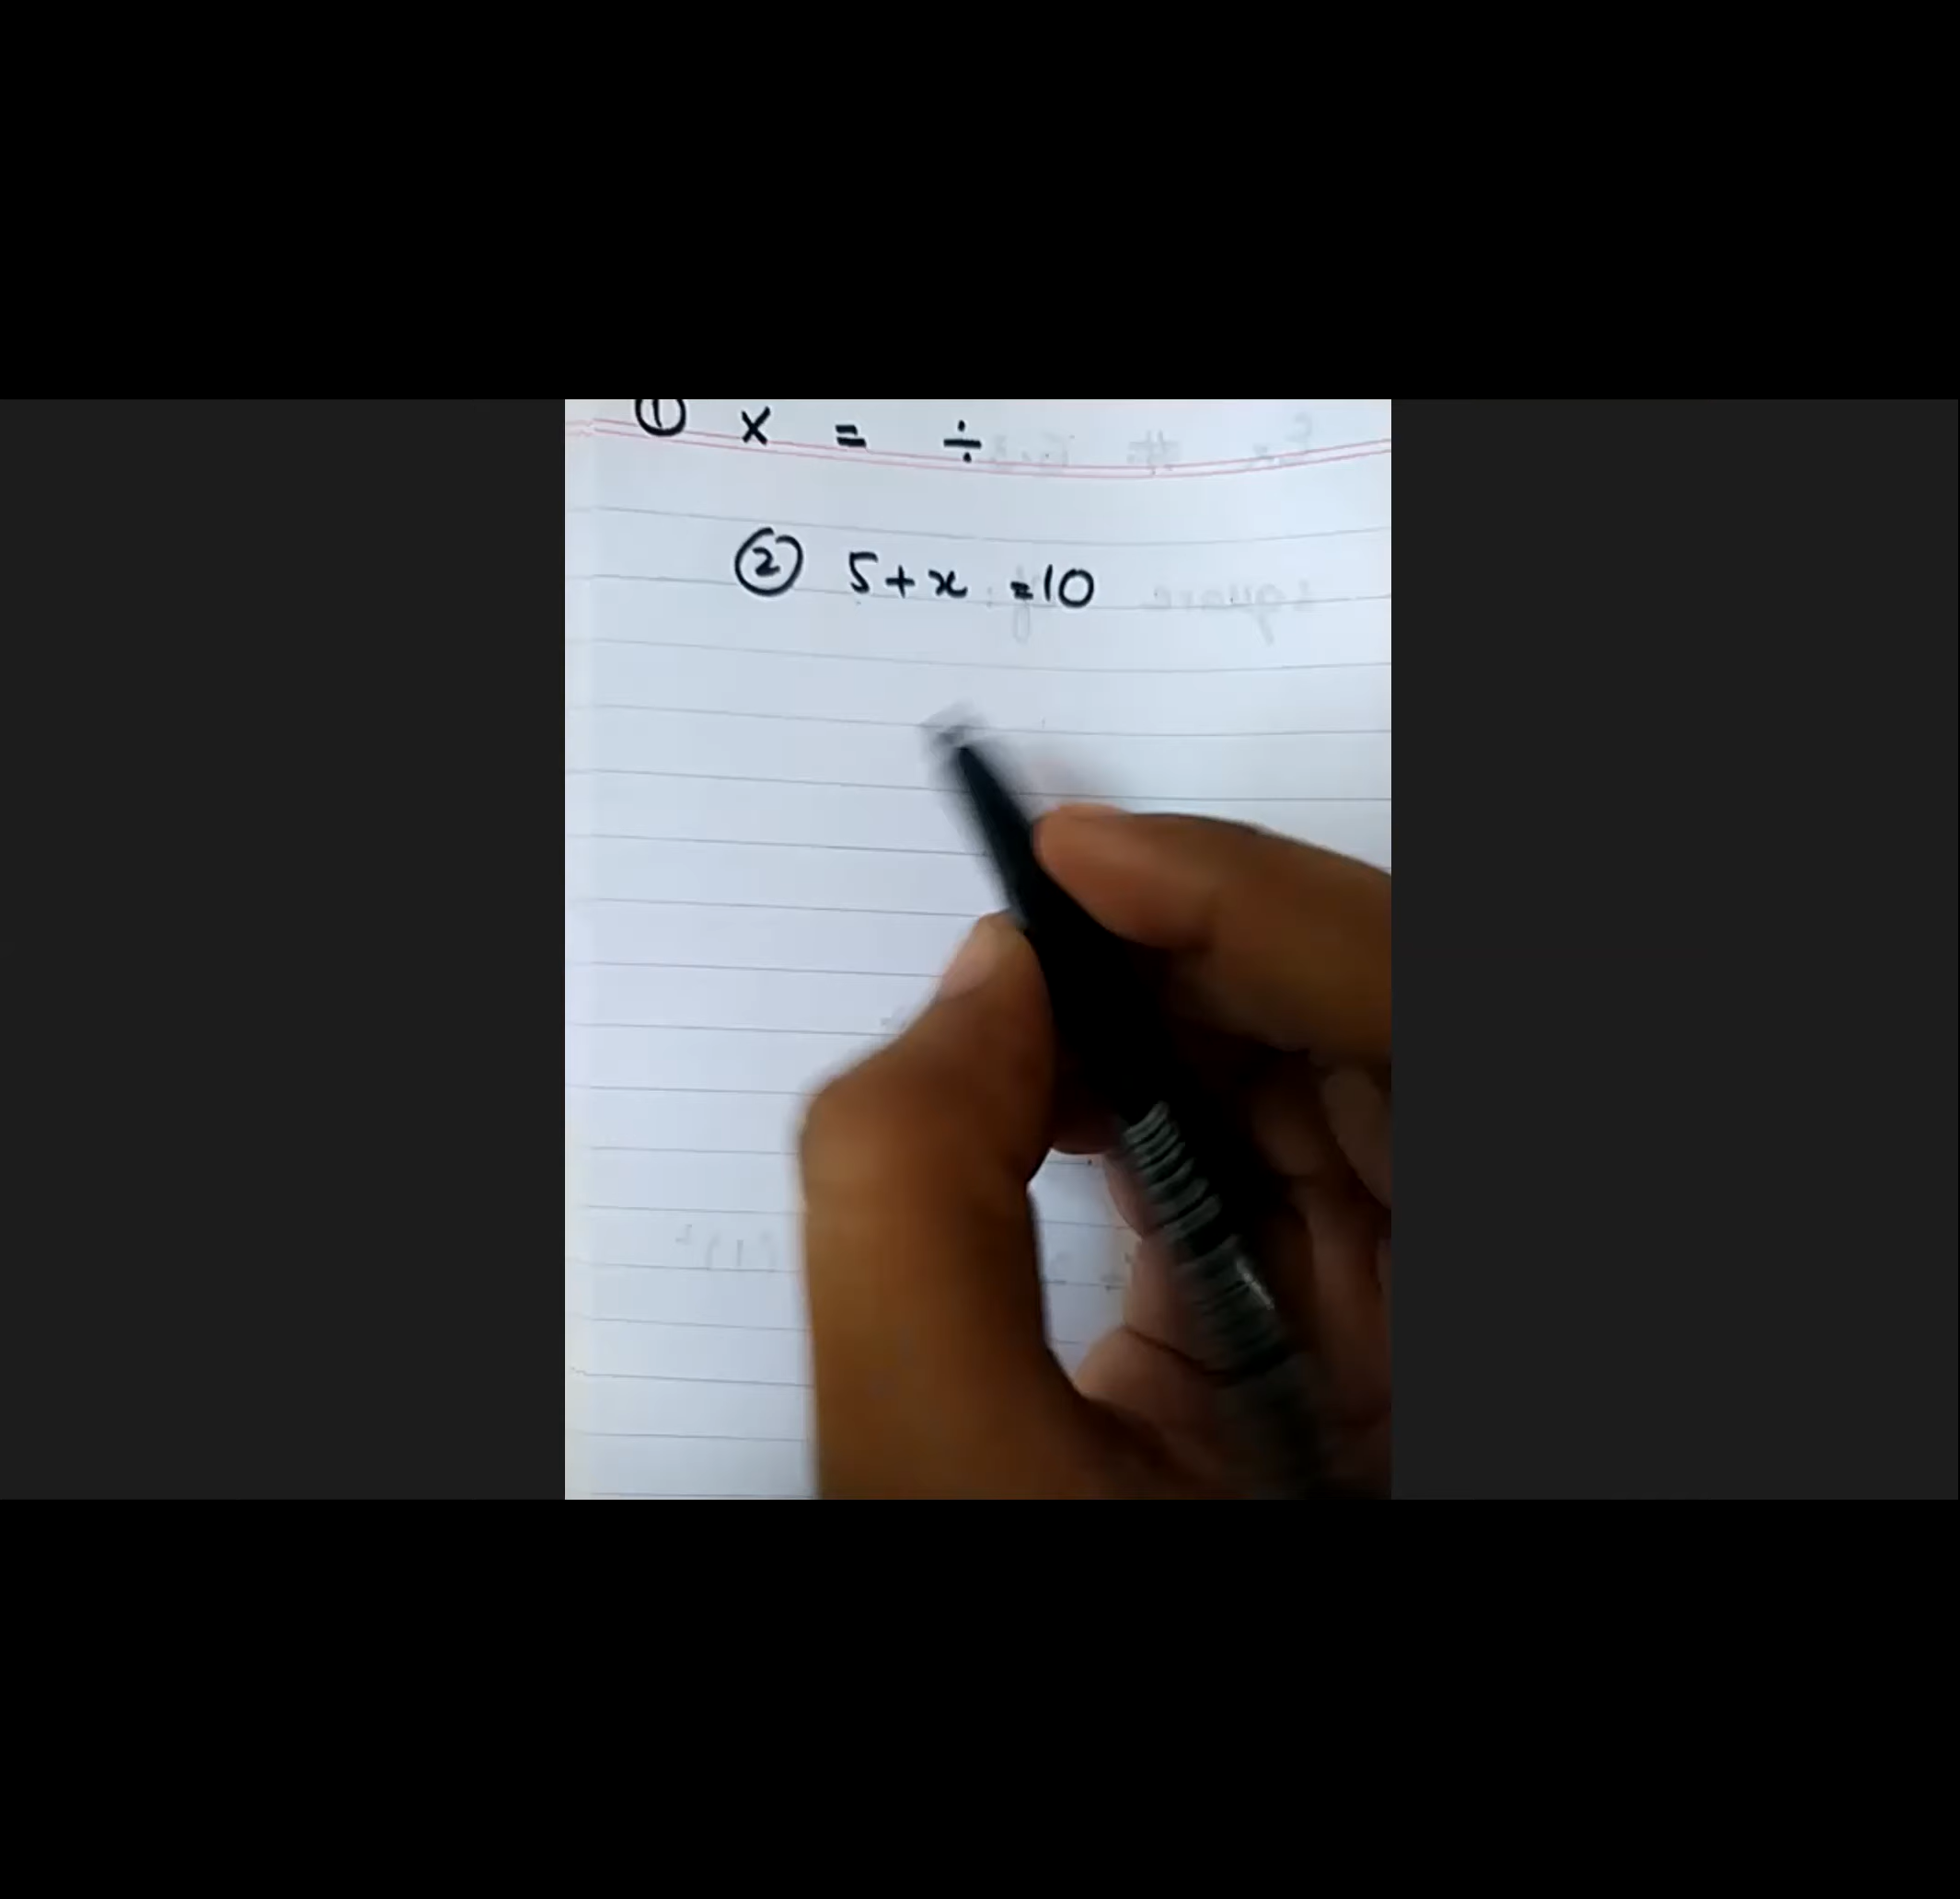 ① × = ÷
② 5+x =10